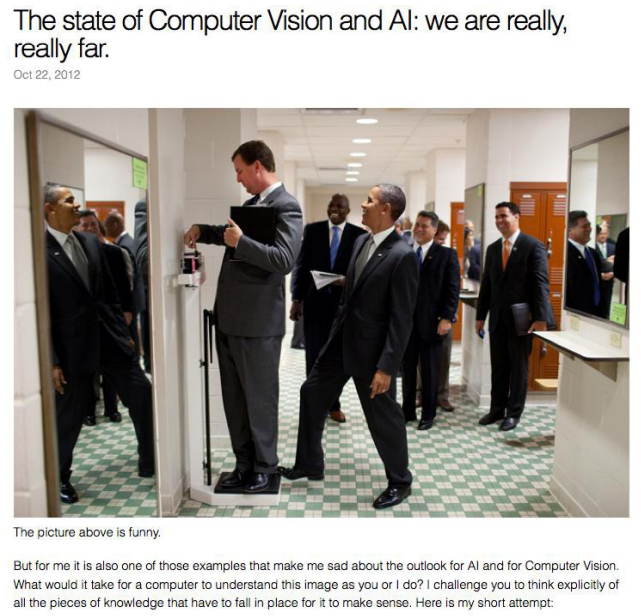 The state of Computer Vision and AI: we are really,
really far.
Oct 22, 2012
The picture above is funny.
But for me it is also one of those examples that make me sad about the outlook for AI and for Computer Vision.
What would it take for a computer to understand this image as you or I do? I challenge you to think explicitly of
all the pieces of knowledge that have to fall in place for it to make sense. Here is my short attempt: